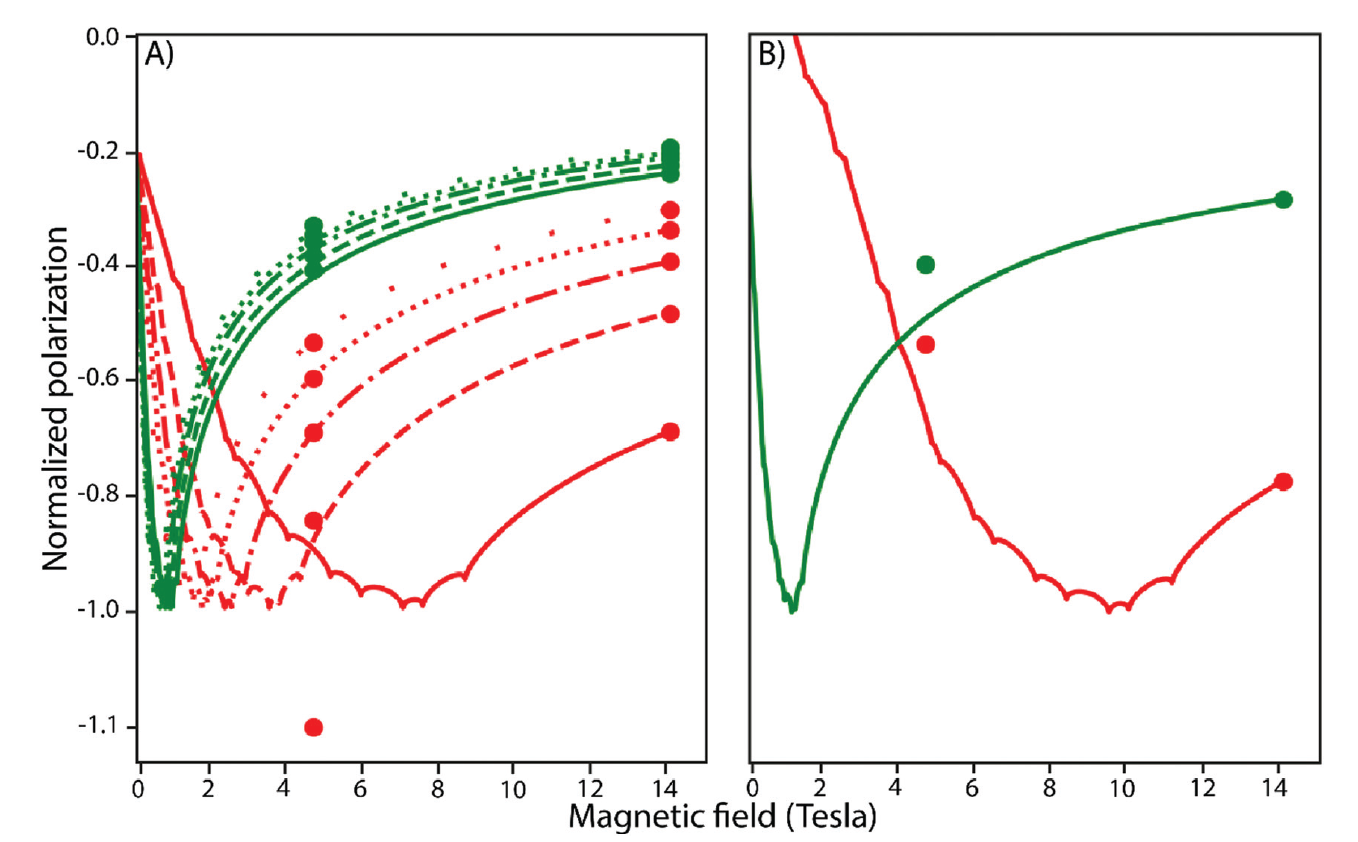 A)
B)
0.0
-0.2
-0.4
-0.6
-0.8
-1.0
-1.1
Normalized polarization
0 2 4 6 8 10 12 14
0 2 4 6 8 10 12 14
Magnetic field (Tesla)